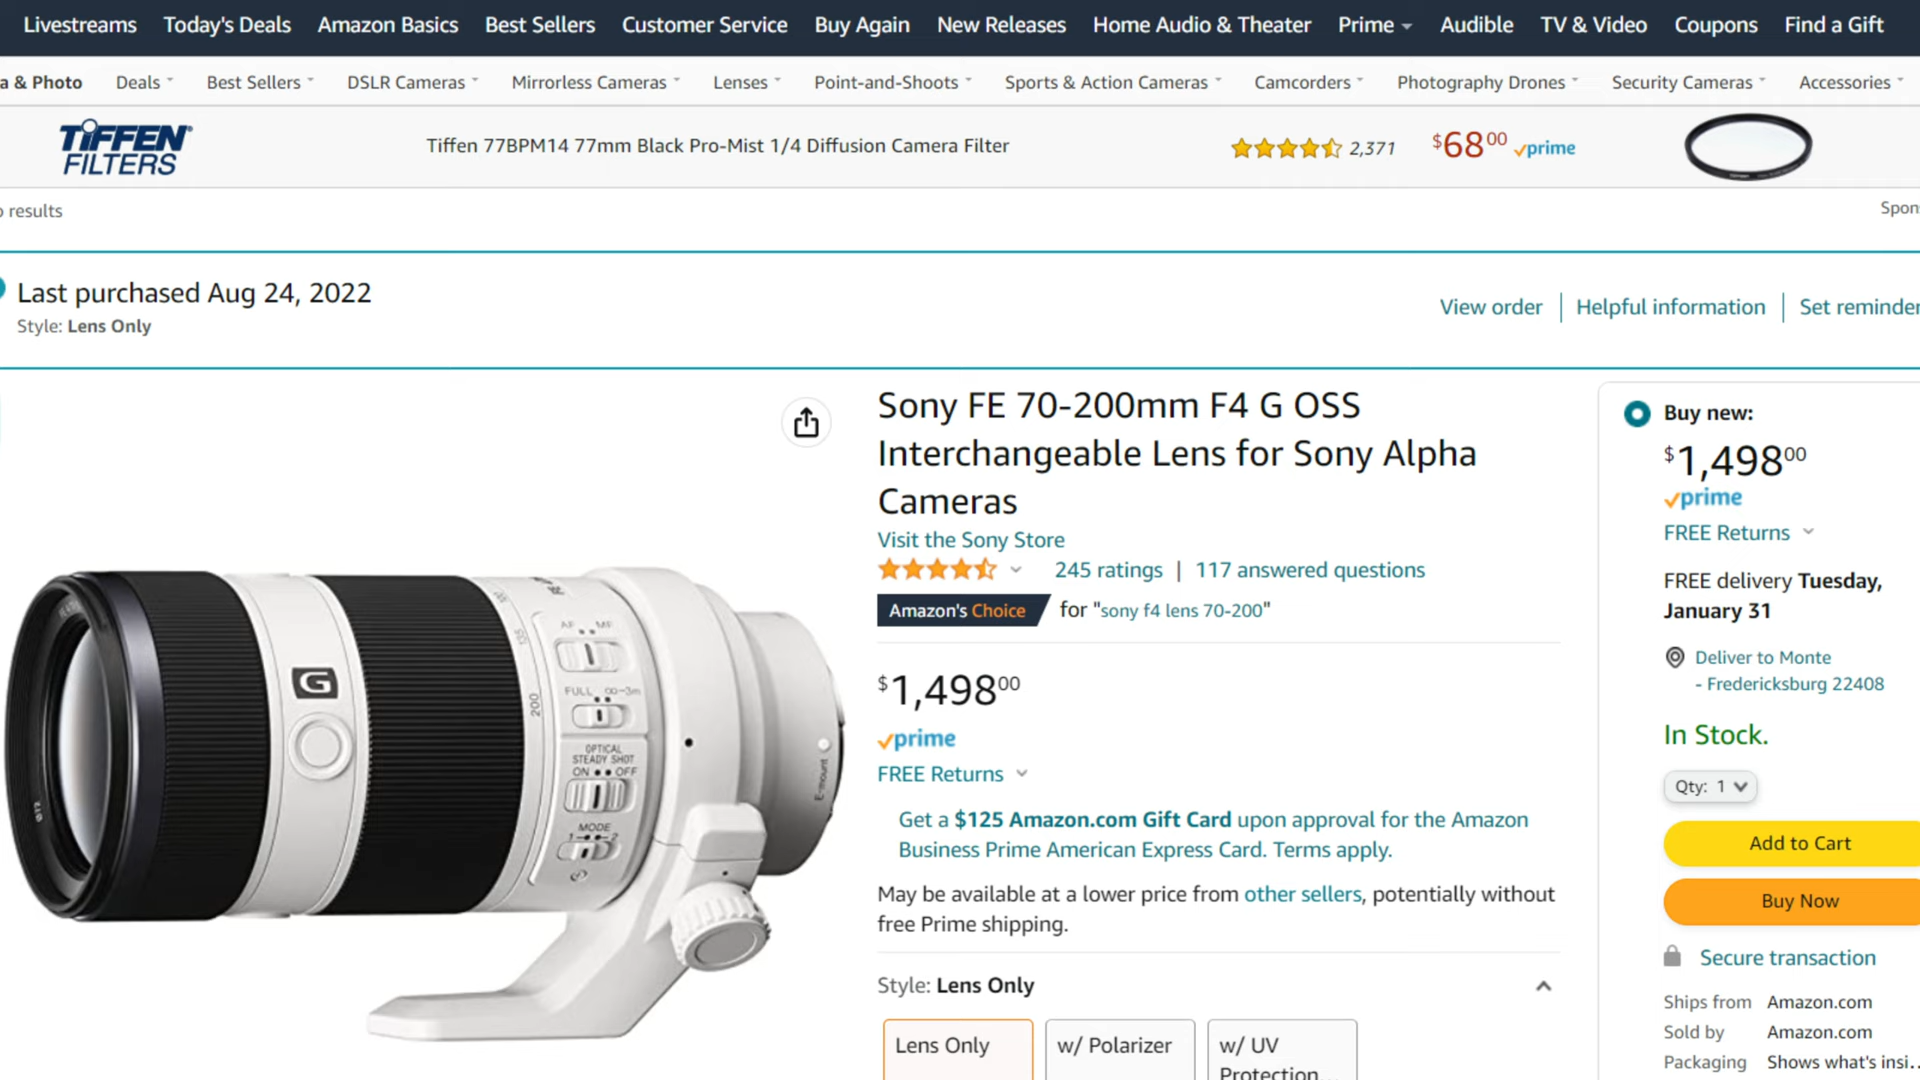 Livestreams Today's Deals Amazon Basics Best Sellers Customer Service Buy Again New Releases Home Audio & Theater Prime Audible TV & Video Coupons Find a Gift
a & Photo Deals Best Sellers DSLR Cameras Mirrorless Cameras Lenses Point-and-Shoots Sports & Action Cameras Camcorders Photography Drones Security Cameras Accessories
TiFFEN
FILTERS
Tiffen 77BPM14 77mm Black Pro-Mist 1/4 Diffusion Camera Filter 2,371 $6800 prime
results
Spon
Last purchased Aug 24, 2022
Style: Lens Only
View order Helpful information Set reminder
Sony FE 70-200mm F4 G OSS
Interchangeable Lens for Sony Alpha
Cameras
Visit the Sony Store
245 ratings | 117 answered questions
Amazon's Choice for "sony f4 lens 70-200"
$1,49800
prime
FREE Returns
Get a $125 Amazon.com Gift Card upon approval for the Amazon
Business Prime American Express Card. Terms apply.
May be available at a lower price from other sellers, potentially without
free Prime shipping.
Style: Lens Only
Lens Only w/ Polarizer w/ UV
Protection...
Buy new:
$1,49800
prime
FREE Returns
FREE delivery Tuesday,
January 31
Deliver to Monte
- Fredericksburg 22408
In Stock.
Qty: 1
Add to Cart
Buy Now
Secure transaction
Ships from Amazon.com
Sold by Amazon.com
Packaging Shows what's insi...
G
AF MF
FULL ∞-3m
200
OPTICAL
STEADY SHOT
ON OFF
MODE
1 2
E-mount